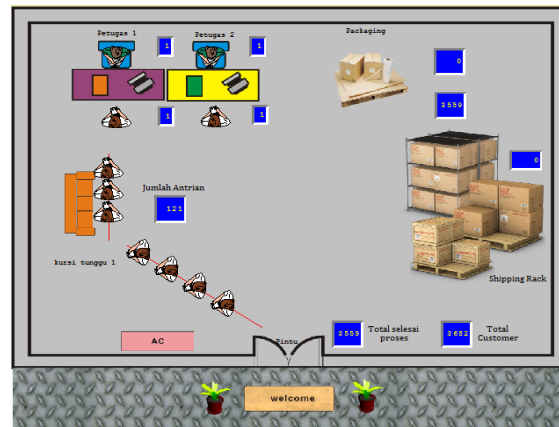 Petugas 1
Petugas 2
Packaging
1
1
0
3559
1
1
0
Jumlah Antrian
121
kursi tunggu 1
Shipping Rack
AC
Pintu
3559
Total selesai
proses
3682
Total
Customer
welcome